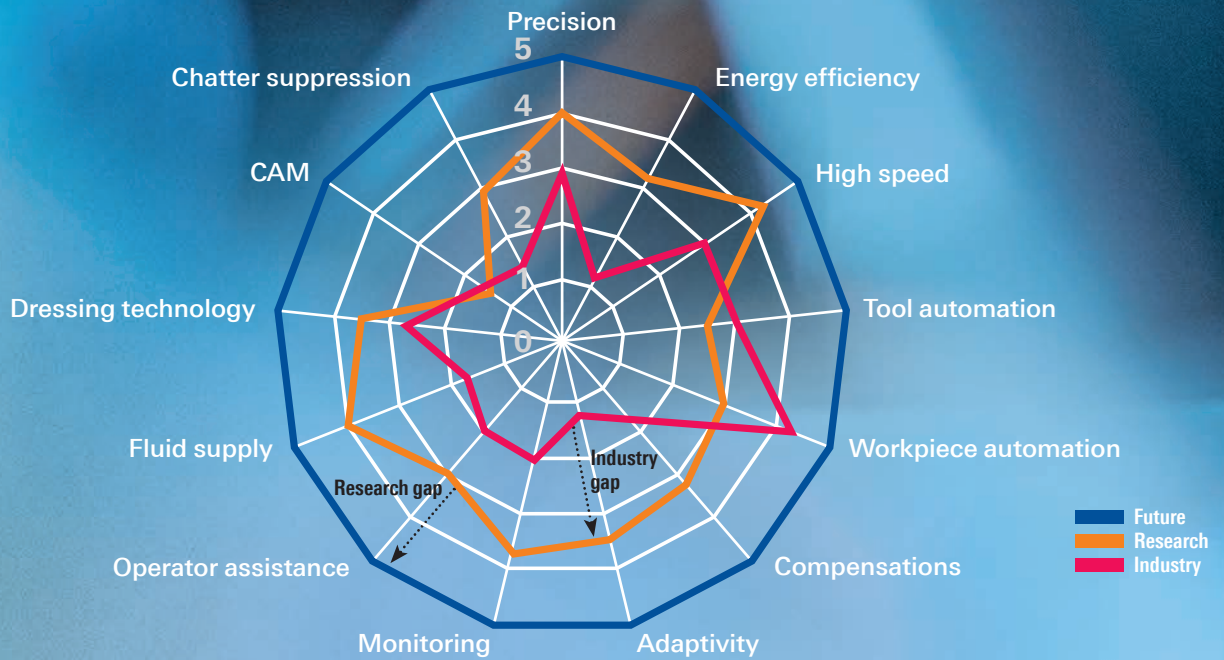 Precision
5
Chatter suppression
Energy efficiency
4
CAM
3
High speed
2
1
Dressing technology
Tool automation
0
Fluid supply
Workpiece automation
Industry
gap
Research gap
Operator assistance
Compensations
Monitoring
Adaptivity
Future
Research
Industry